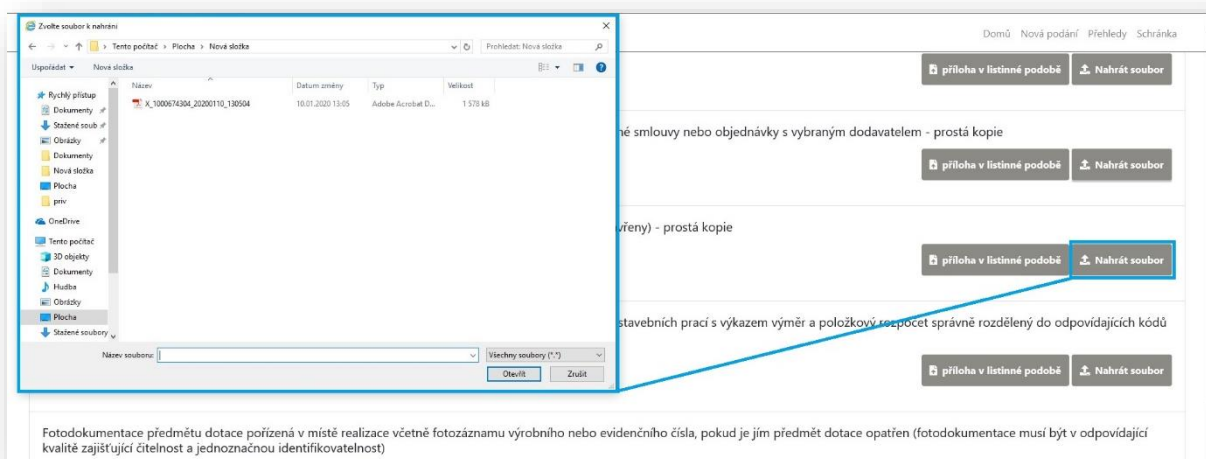 Zvolte soubor k nahrání
Tento počítač > Plocha > Nová složka
Prohledat: Nová složka
Uspořádat
Nová složka
Název
Datum změny
Typ
Velikost
X_1000674304_20200110_130504
10.01.2020 13:05
Adobe Acrobat D...
1 578 kB
Rychlý přístup
Dokumenty
Stažené soub
Obrázky
Dokumenty
Nová složka
Plocha
priv
OneDrive
Tento počítač
3D objekty
Dokumenty
Hudba
Obrázky
Plocha
Stažené soubory
Název souboru:
Všechny soubory (*.*)
Otevřít
Zrušit
Domů Nová podání Přehledy Schránka
příloha v listinné podobě Nahrát soubor
né smlouvy nebo objednávky s vybraným dodavatelem - prostá kopie
příloha v listinné podobě Nahrát soubor
vřeny) - prostá kopie
příloha v listinné podobě Nahrát soubor
stavebních prací s výkazem výměr a položkový rozpočet správně rozdělený do odpovídajících kódů
příloha v listinné podobě Nahrát soubor
Fotodokumentace předmětu dotace pořízená v místě realizace včetně fotozáznamu výrobního nebo evidenčního čísla, pokud je jím předmět dotace opatřen (fotodokumentace musí být v odpovídající
kvalitě zajišťující čitelnost a jednoznačnou identifikovatelnost)